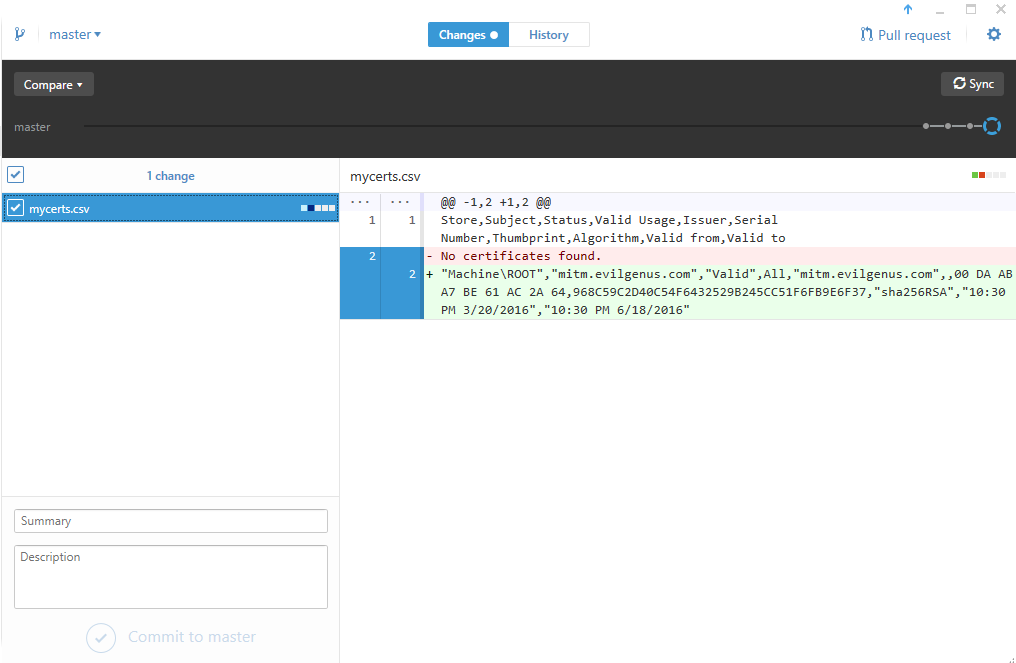 master
Changes
History
Pull request
Compare
Sync
master
1 change
mycerts.csv
mycerts.csv
... ... @@ -1,2 +1,2 @@
1 1 Store,Subject,Status,Valid Usage,Issuer,Serial
Number,Thumbprint,Algorithm,Valid from,Valid to
2 - No certificates found.
2 + "Machine\ROOT","mitm.evilgenus.com","Valid",All,"mitm.evilgenus.com",,00 DA AB
A7 BE 61 AC 2A 64,968C59C2D40C54F6432529B245CC51F6FB9E6F37,"sha256RSA","10:30
PM 3/20/2016","10:30 PM 6/18/2016"
Summary
Description
Commit to master